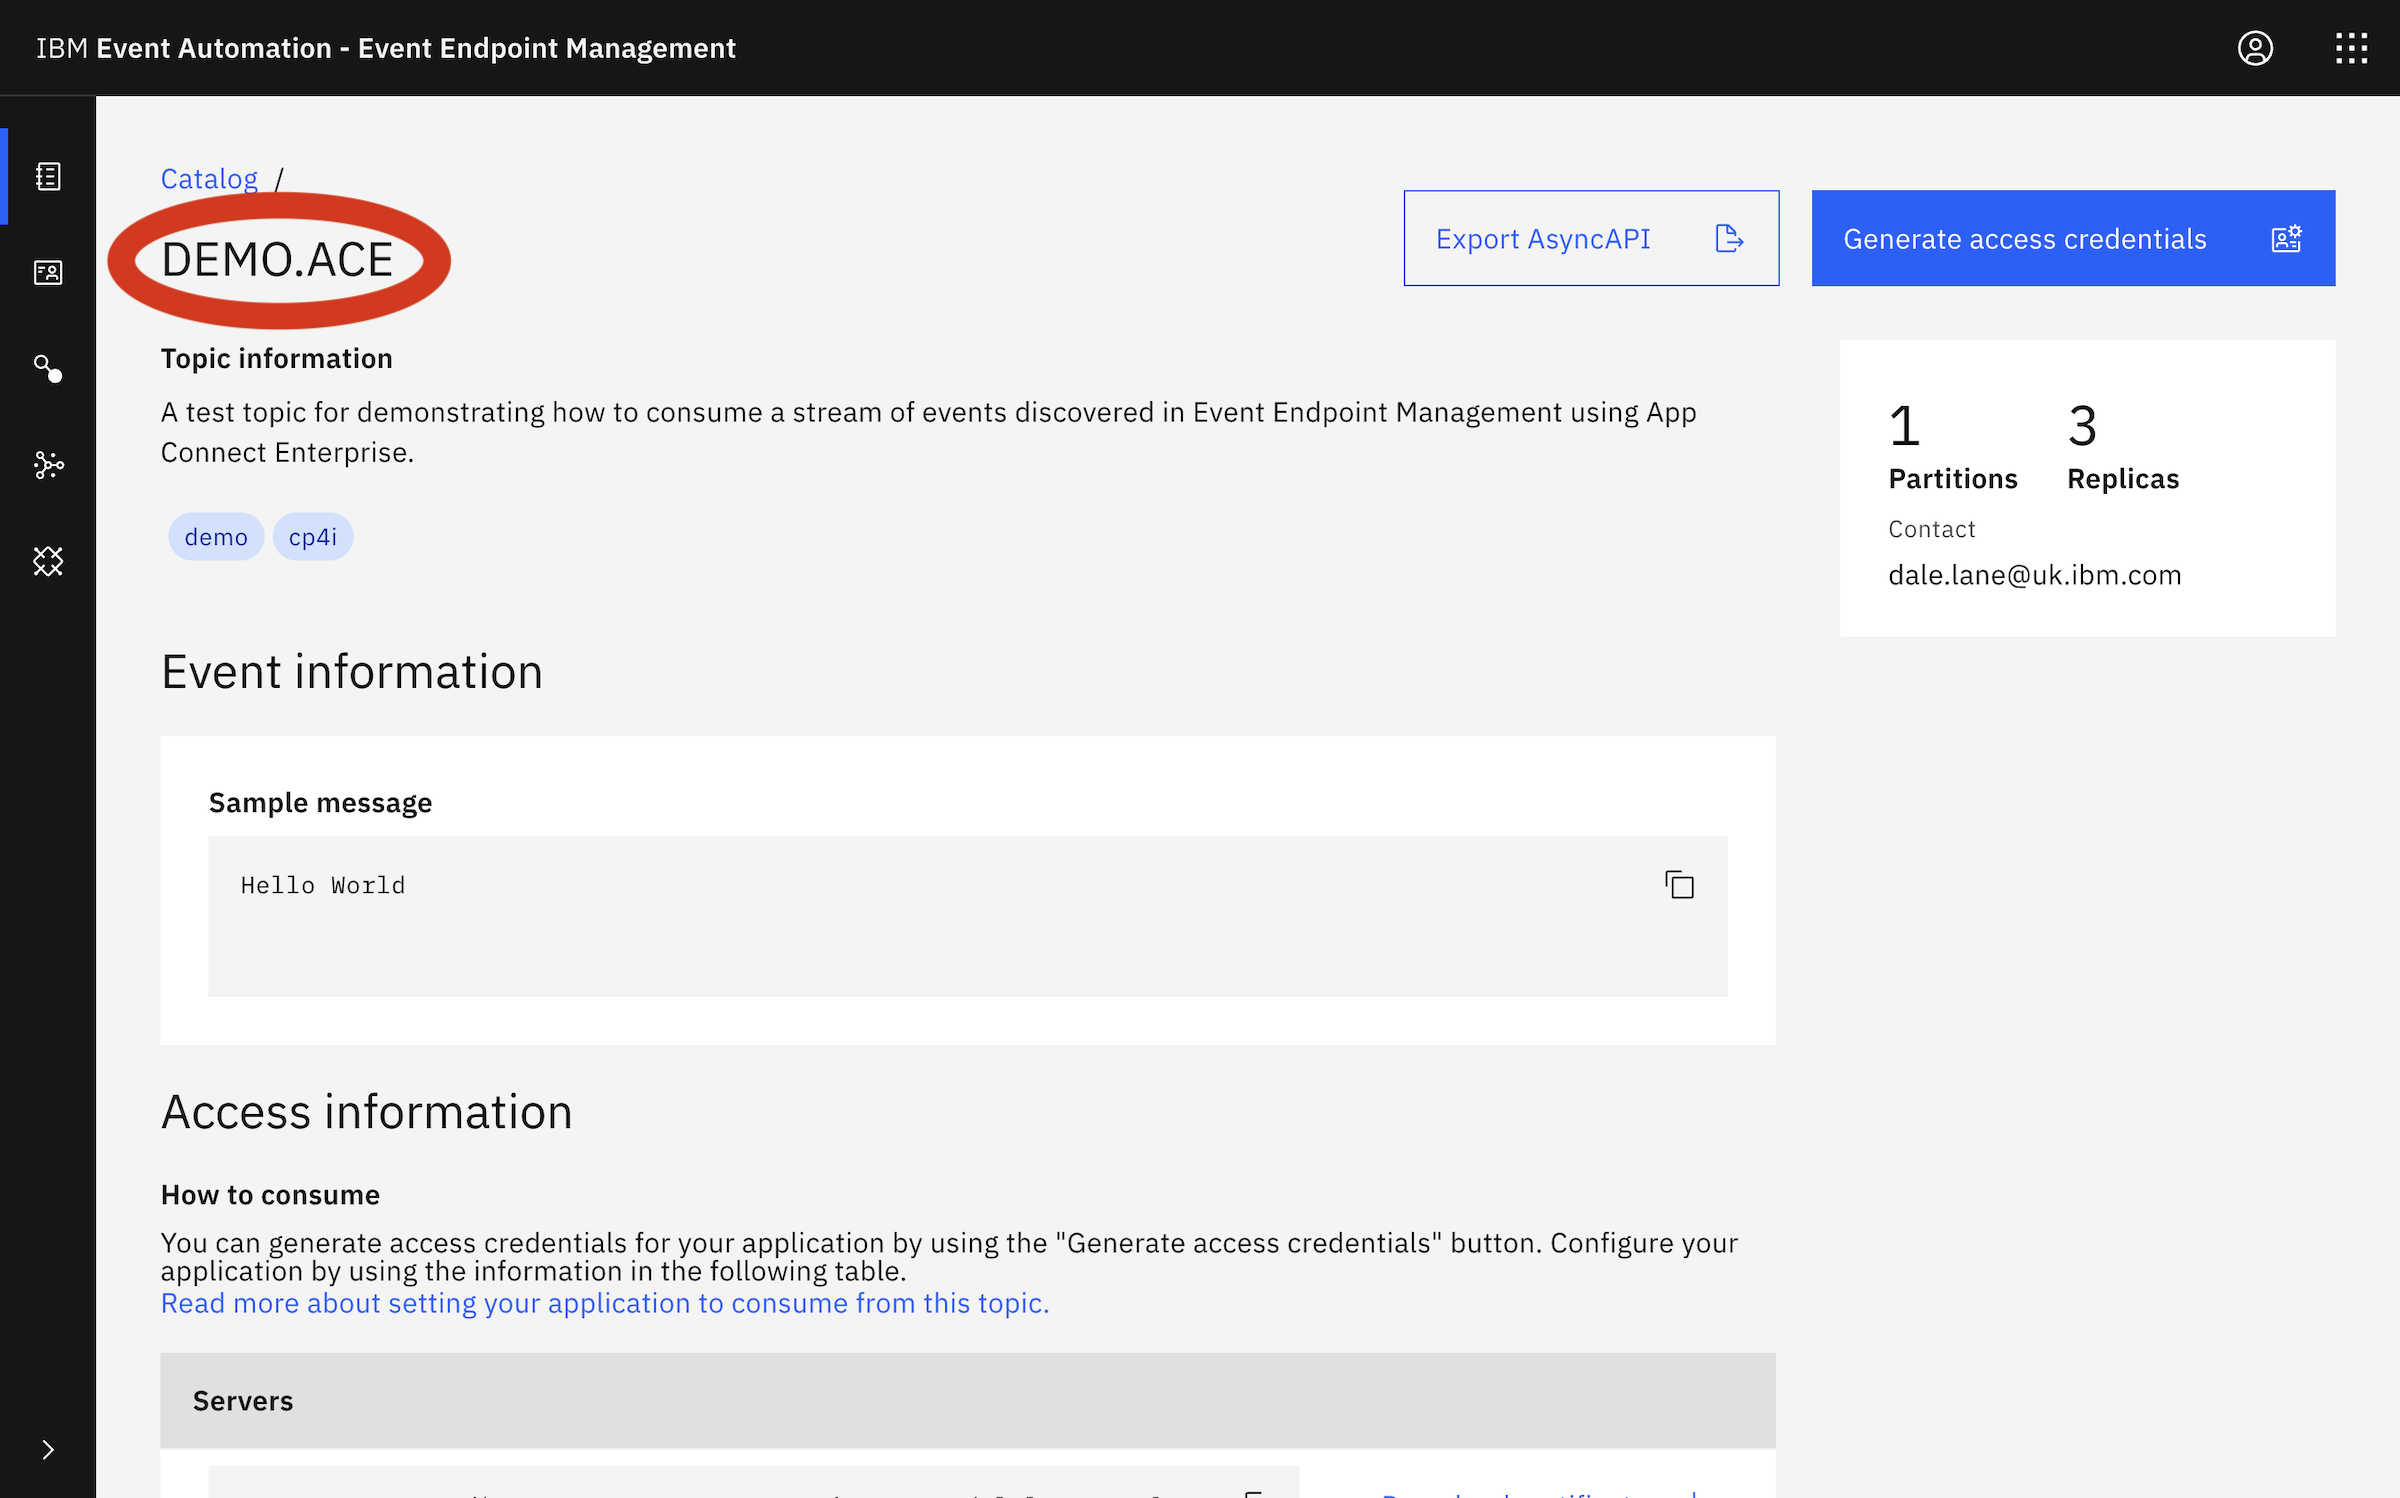 IBM Event Automation - Event Endpoint Management
Catalog /
DEMO.ACE
Export AsyncAPI
Generate access credentials
Topic information
A test topic for demonstrating how to consume a stream of events discovered in Event Endpoint Management using App
Connect Enterprise.
demo cp4i
1 3
Partitions Replicas
Contact
dale.lane@uk.ibm.com
Event information
Sample message
Hello World
Access information
How to consume
You can generate access credentials for your application by using the "Generate access credentials" button. Configure your
application by using the information in the following table.
Read more about setting your application to consume from this topic.
Servers